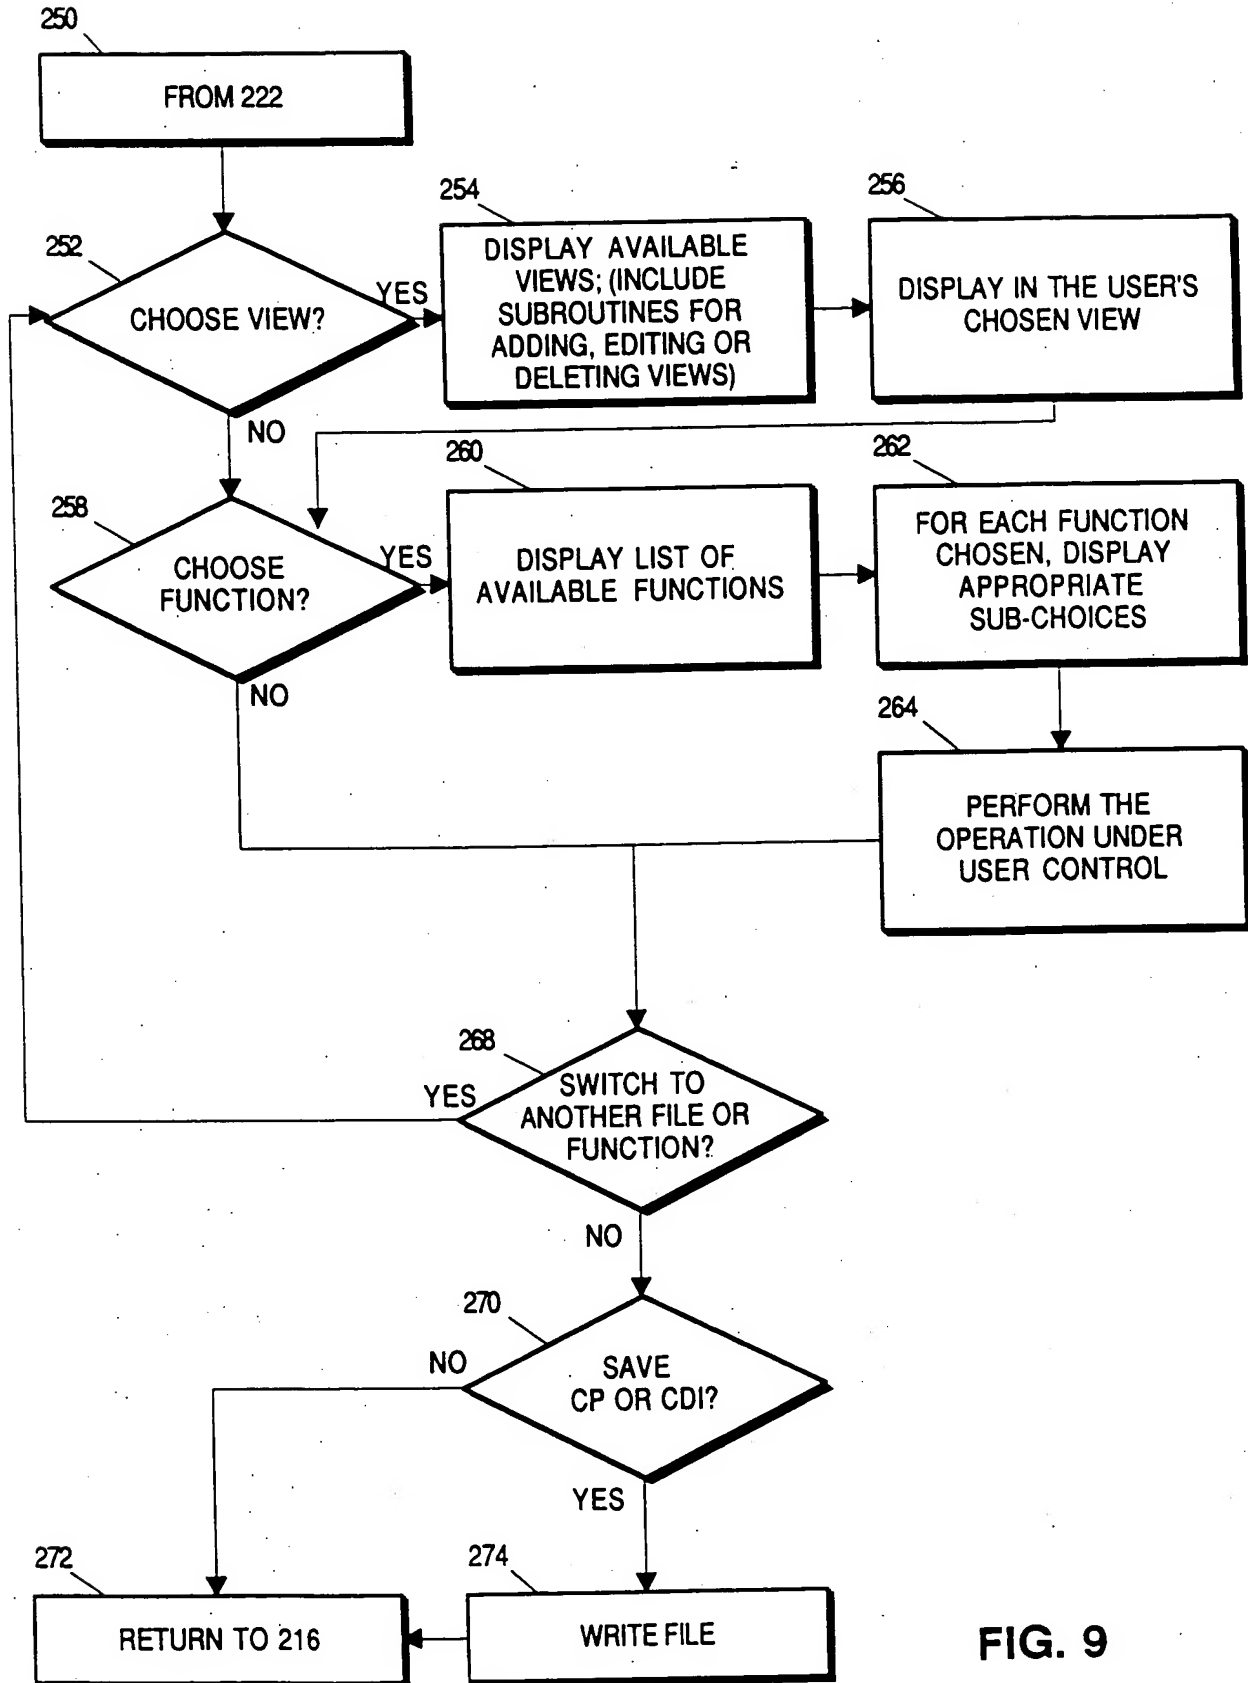 250
FROM 222
252
CHOOSE VIEW?
YES
NO
254
DISPLAY AVAILABLE
VIEWS; (INCLUDE
SUBROUTINES FOR
ADDING, EDITING OR
DELETING VIEWS)
256
DISPLAY IN THE USER'S
CHOSEN VIEW
258
CHOOSE
FUNCTION?
YES
NO
260
DISPLAY LIST OF
AVAILABLE FUNCTIONS
262
FOR EACH FUNCTION
CHOSEN, DISPLAY
APPROPRIATE
SUB-CHOICES
264
PERFORM THE
OPERATION UNDER
USER CONTROL
268
YES
SWITCH TO
ANOTHER FILE OR
FUNCTION?
NO
270
NO
SAVE
CP OR CDI?
YES
272
RETURN TO 216
274
WRITE FILE
FIG. 9